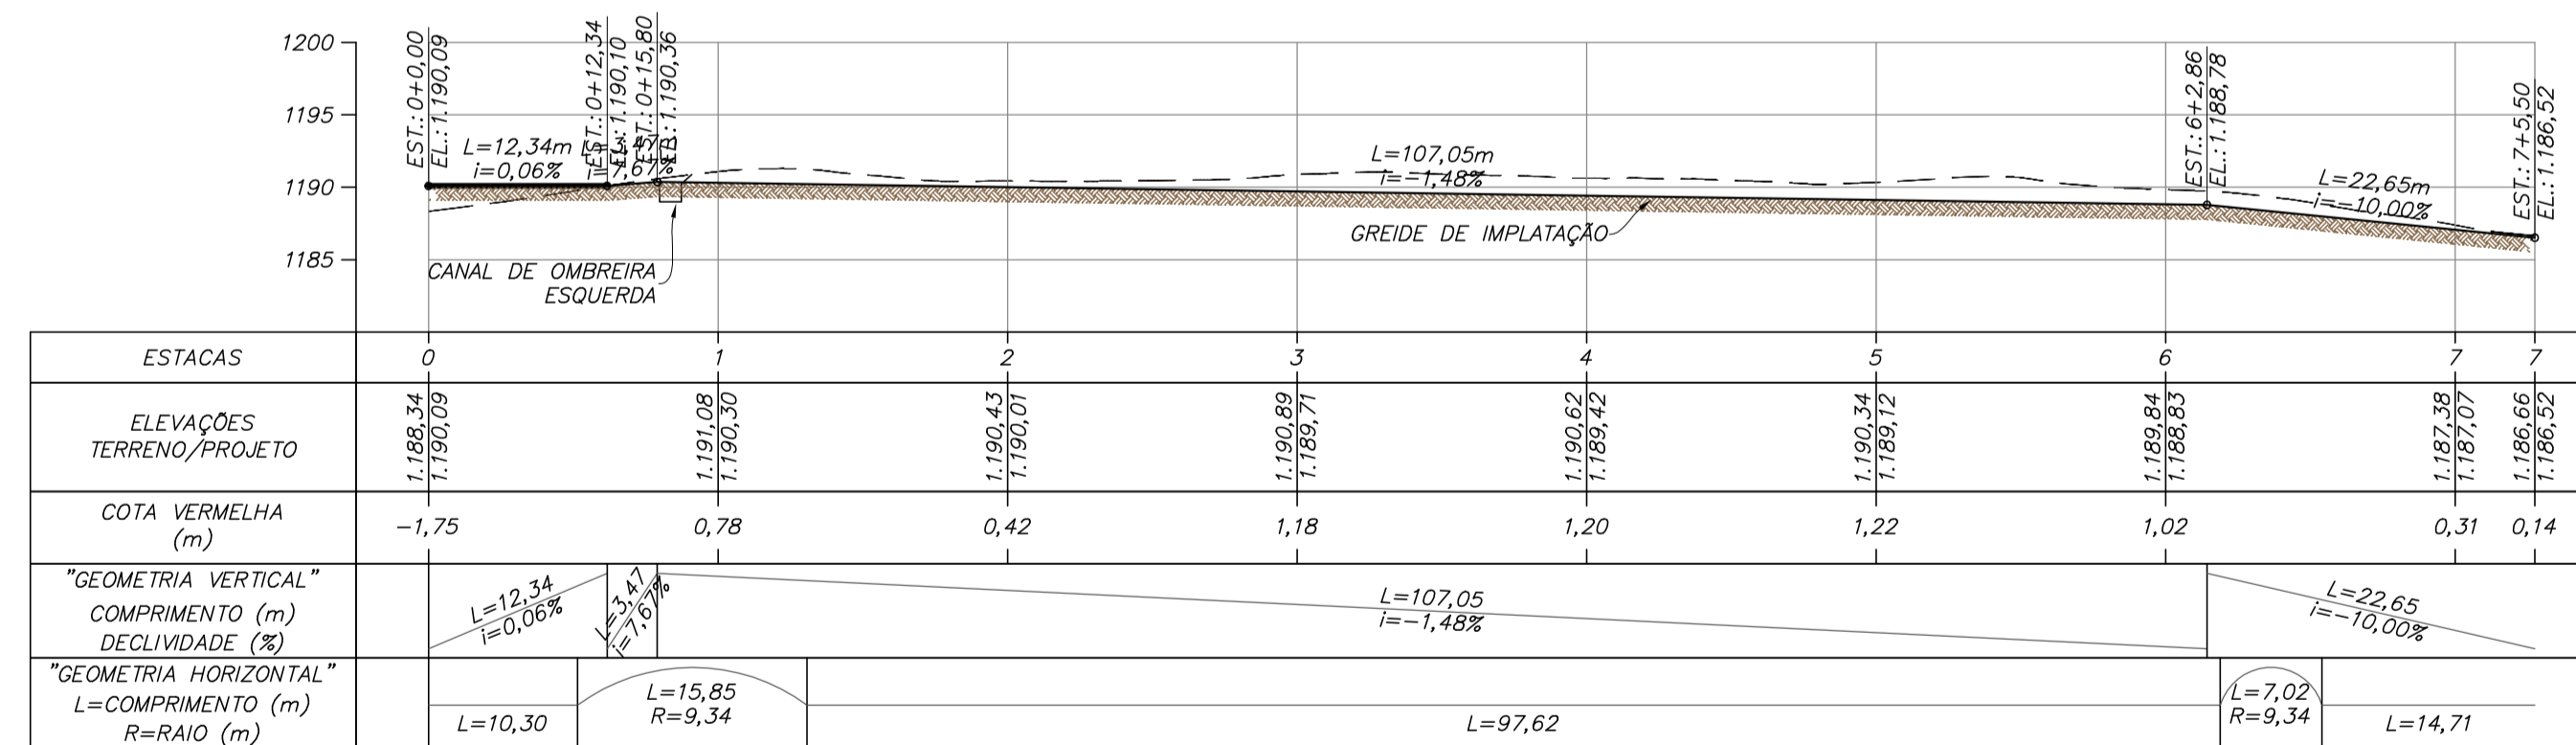 1200
1195
1190
1185
EST.:0+0,00
EL:1.190,09
EST.:0+12,34
EL:1.190,10
EST.:0+15,80
EL.:1.190,36
EST.:6+2,86
EL.:1.188,78
EST.:7+5,50
EL.:1.186,52
L=12,34m
i=0,06%
L=3,47
i=7,67%
L=107,05m
i=-1,48%
L=22,65m
i=-10,00%
GREIDE DE IMPLATAÇÃO
CANAL DE OMBREIRA
ESQUERDA
ESTACAS
0 1 2 3 4 5 6 7 7
ELEVAÇÕES
TERRENO/PROJETO
1.188,34
1.190,09
1.191,08
1.190,30
1.190,43
1.190,01
1.190,89
1.189,71
1.190,62
1.189,42
1.190,34
1.189,12
1.189,84
1.188,83
1.187,38
1.187,07
1.186,66
1.186,52
COTA VERMELHA
(m)
-1,75 0,78 0,42 1,18 1,20 1,22 1,02 0,31 0,14
"GEOMETRIA VERTICAL"
COMPRIMENTO (m)
DECLIVIDADE (%)
L=12,34
i=0,06%
L=3,47
i=7,67%
L=107,05
i=-1,48%
L=22,65
i=-10,00%
"GEOMETRIA HORIZONTAL"
L=COMPRIMENTO (m)
R=RAIO (m)
L=10,30
L=15,85
R=9,34
L=97,62
L=7,02
R=9,34
L=14,71